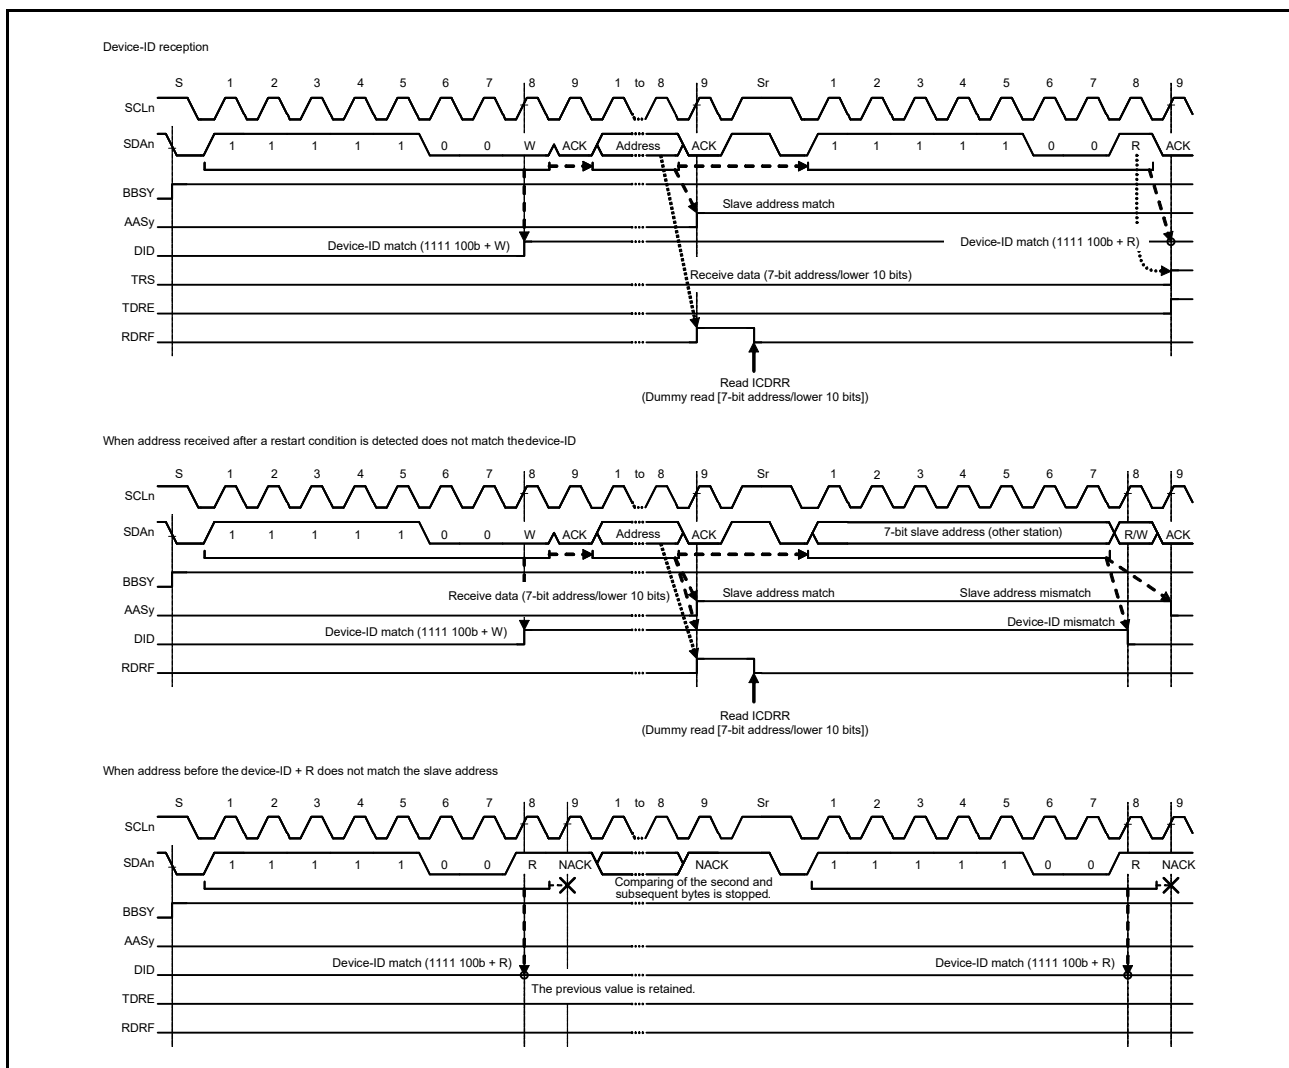 Device-ID reception
S 1 2 3 4 5 6 7 8 9 1 to 8 9 Sr 1 2 3 4 5 6 7 8 9
SCLn
SDAn 1 1 1 1 1 0 0 W ACK Address ACK 1 1 1 1 1 0 0 R ACK
BBSY
Slave address match
AASy
Device-ID match (1111 100b + W) Device-ID match (1111 100b + R)
DID
Receive data (7-bit address/lower 10 bits)
TRS
TDRE
RDRF
Read ICDRR
(Dummy read [7-bit address/lower 10 bits])
When address received after a restart condition is detected does not match the device-ID
S 1 2 3 4 5 6 7 8 9 1 to 8 9 Sr 1 2 3 4 5 6 7 8 9
SCLn
SDAn 1 1 1 1 1 0 0 W ACK Address ACK 7-bit slave address (other station) R/W ACK
BBSY
Receive data (7-bit address/lower 10 bits) Slave address match Slave address mismatch
AASy
Device-ID match (1111 100b + W) Device-ID mismatch
DID
RDRF
Read ICDRR
(Dummy read [7-bit address/lower 10 bits])
When address before the device-ID + R does not match the slave address
S 1 2 3 4 5 6 7 8 9 1 to 8 9 Sr 1 2 3 4 5 6 7 8 9
SCLn
SDAn 1 1 1 1 1 0 0 R NACK NACK 1 1 1 1 1 0 0 R NACK
Comparing of the second and
subsequent bytes is stopped.
BBSY
AASy
Device-ID match (1111 100b + R) Device-ID match (1111 100b + R)
DID
The previous value is retained.
TDRE
RDRF